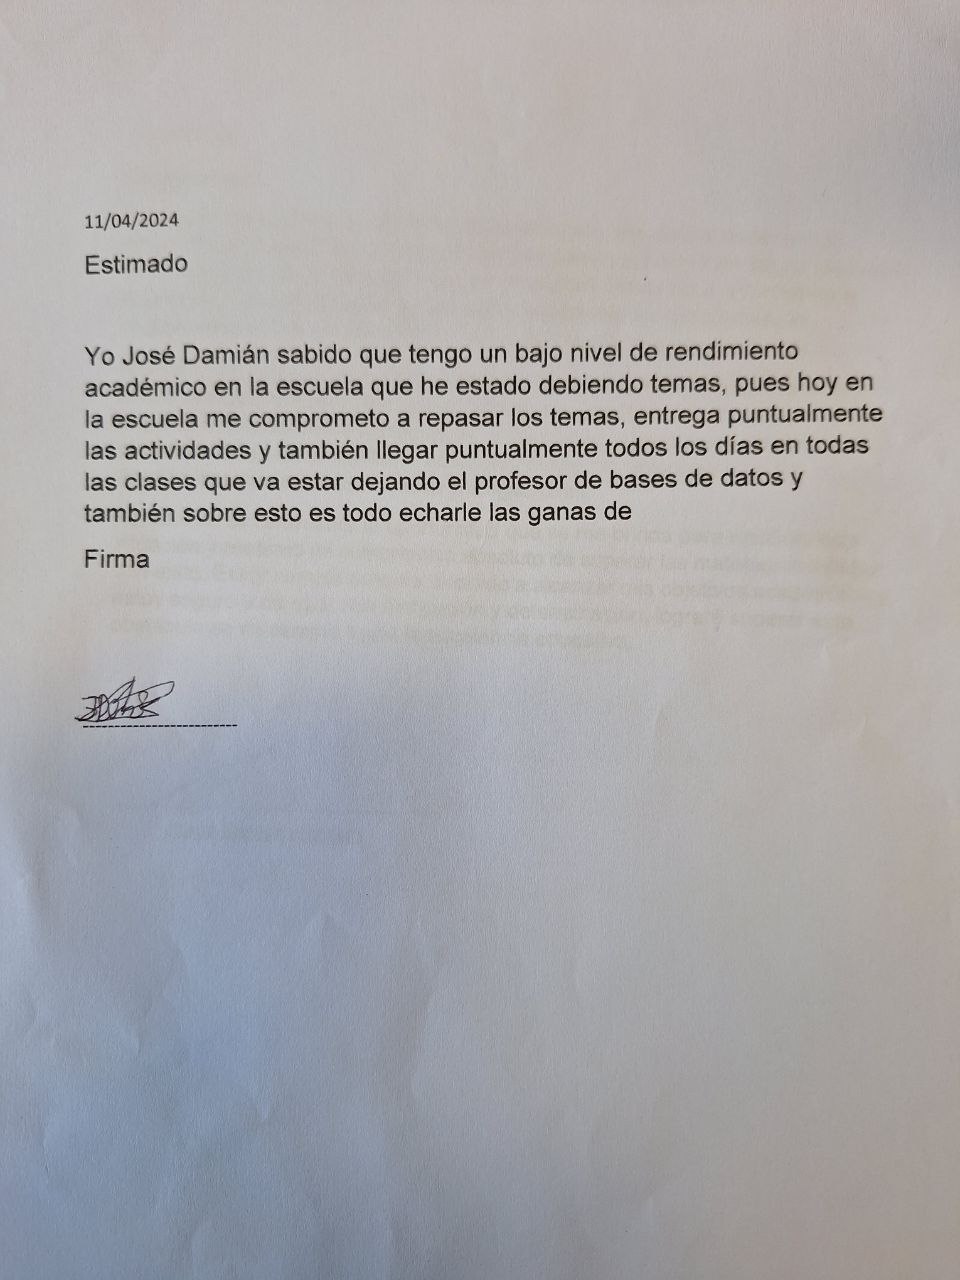 11/04/2024
Estimado
Yo José Damián sabido que tengo un bajo nivel de rendimiento
académico en la escuela que he estado debiendo temas, pues hoy en
la escuela me comprometo a repasar los temas, entrega puntualmente
las actividades y también llegar puntualmente todos los días en todas
las clases que va estar dejando el profesor de bases de datos y
también sobre esto es todo echarle las ganas de
Firma